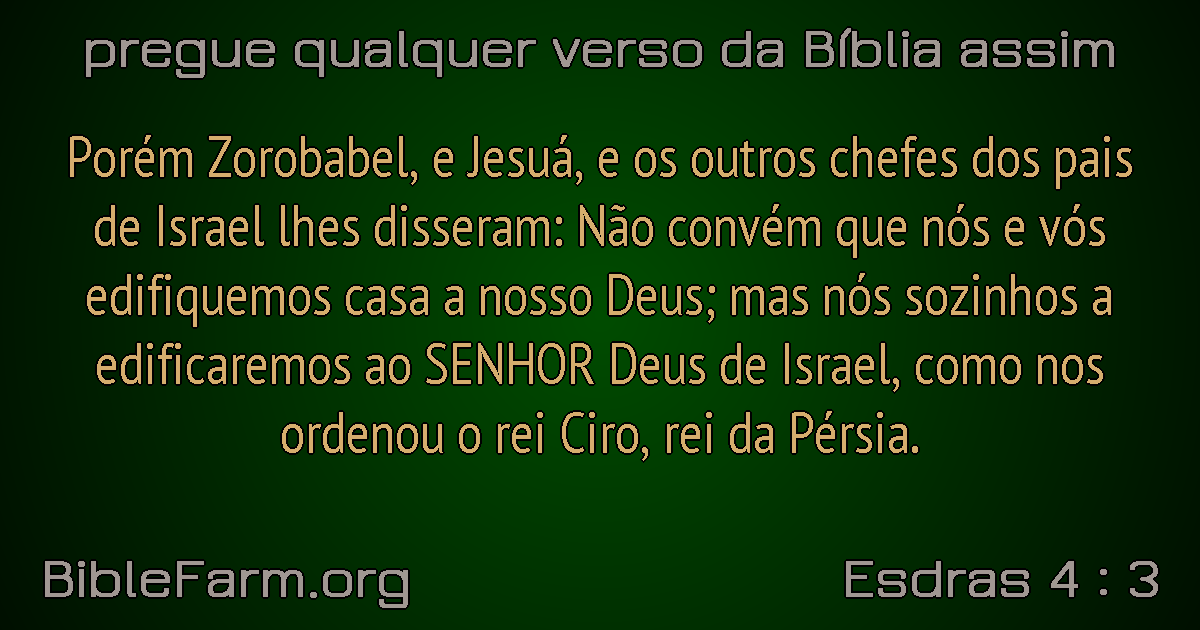 pregue qualquer verso da Bíblia assim
Porém Zorobabel, e Jesuá, e os outros chefes dos pais
de Israel lhes disseram: Não convém que nós e vós
edifiquemos casa a nosso Deus; mas nós sozinhos a
edificaremos ao SENHOR Deus de Israel, como nos
ordenou o rei Ciro, rei da Pérsia.
BibleFarm.org
Esdras 4 : 3